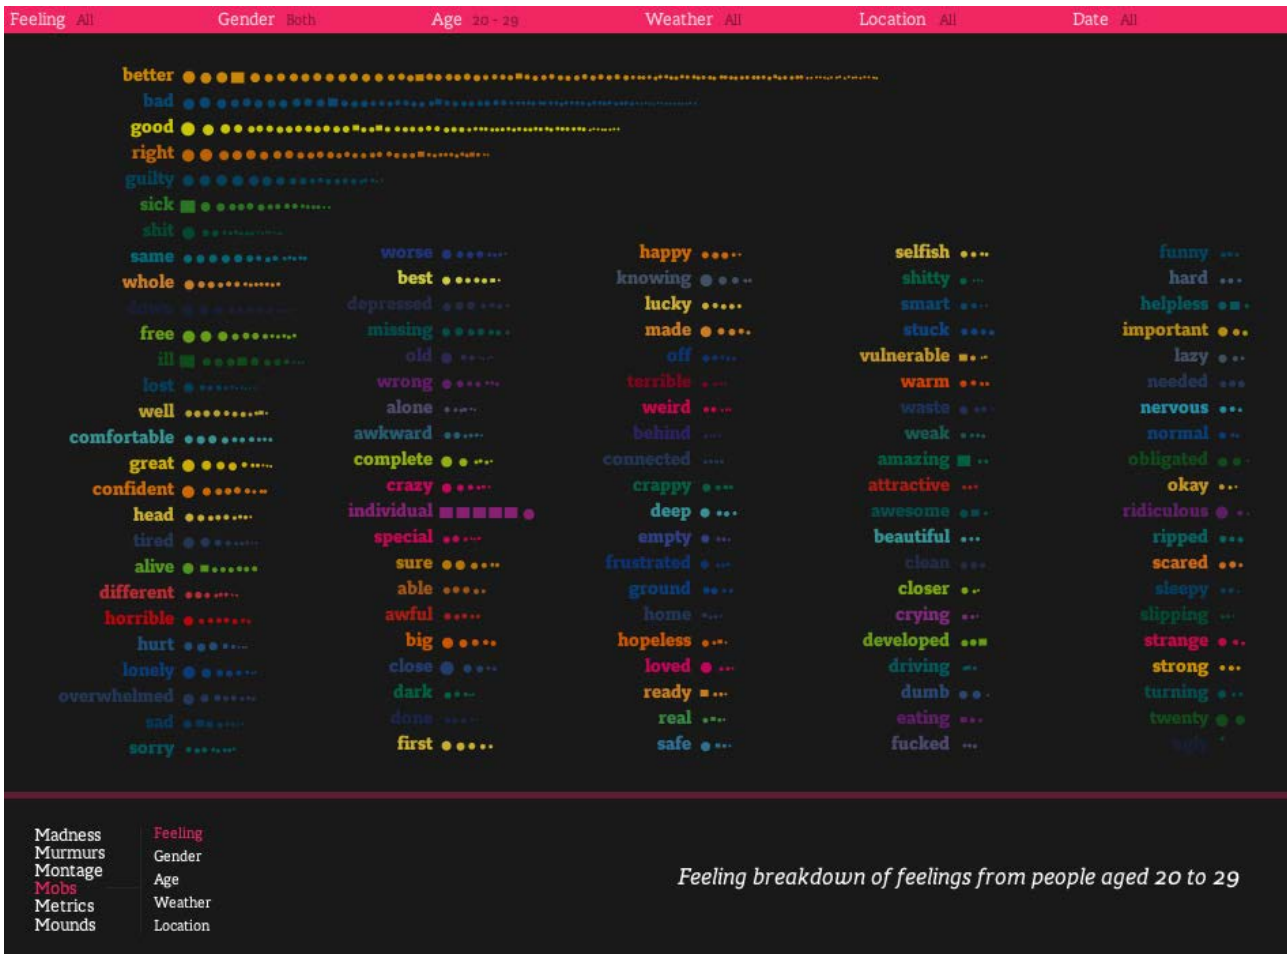 Feeling All Gender Both Age 20 - 29 Weather All Location All Date All
better
bad
good
right
guilty
sick
shit
same
whole
down
free
ill
lost
well
comfortable
great
confident
head
tired
alive
different
horrible
hurt
lonely
overwhelmed
sad
sorry
worse
best
depressed
missing
old
wrong
alone
awkward
complete
crazy
individual
special
sure
able
awful
big
close
dark
done
first
happy
knowing
lucky
made
off
terrible
weird
behind
connected
crappy
deep
empty
frustrated
ground
home
hopeless
loved
ready
real
safe
selfish
shitty
smart
stuck
vulnerable
warm
waste
weak
amazing
attractive
awesome
beautiful
clean
closer
crying
developed
driving
dumb
eating
fucked
funny
hard
helpless
important
lazy
needed
nervous
normal
obligated
okay
ridiculous
ripped
scared
sleepy
slipping
strange
strong
turning
twenty
ugly
Madness
Murmurs
Montage
Mobs
Metrics
Mounds
Feeling
Gender
Age
Weather
Location
Feeling breakdown of feelings from people aged 20 to 29